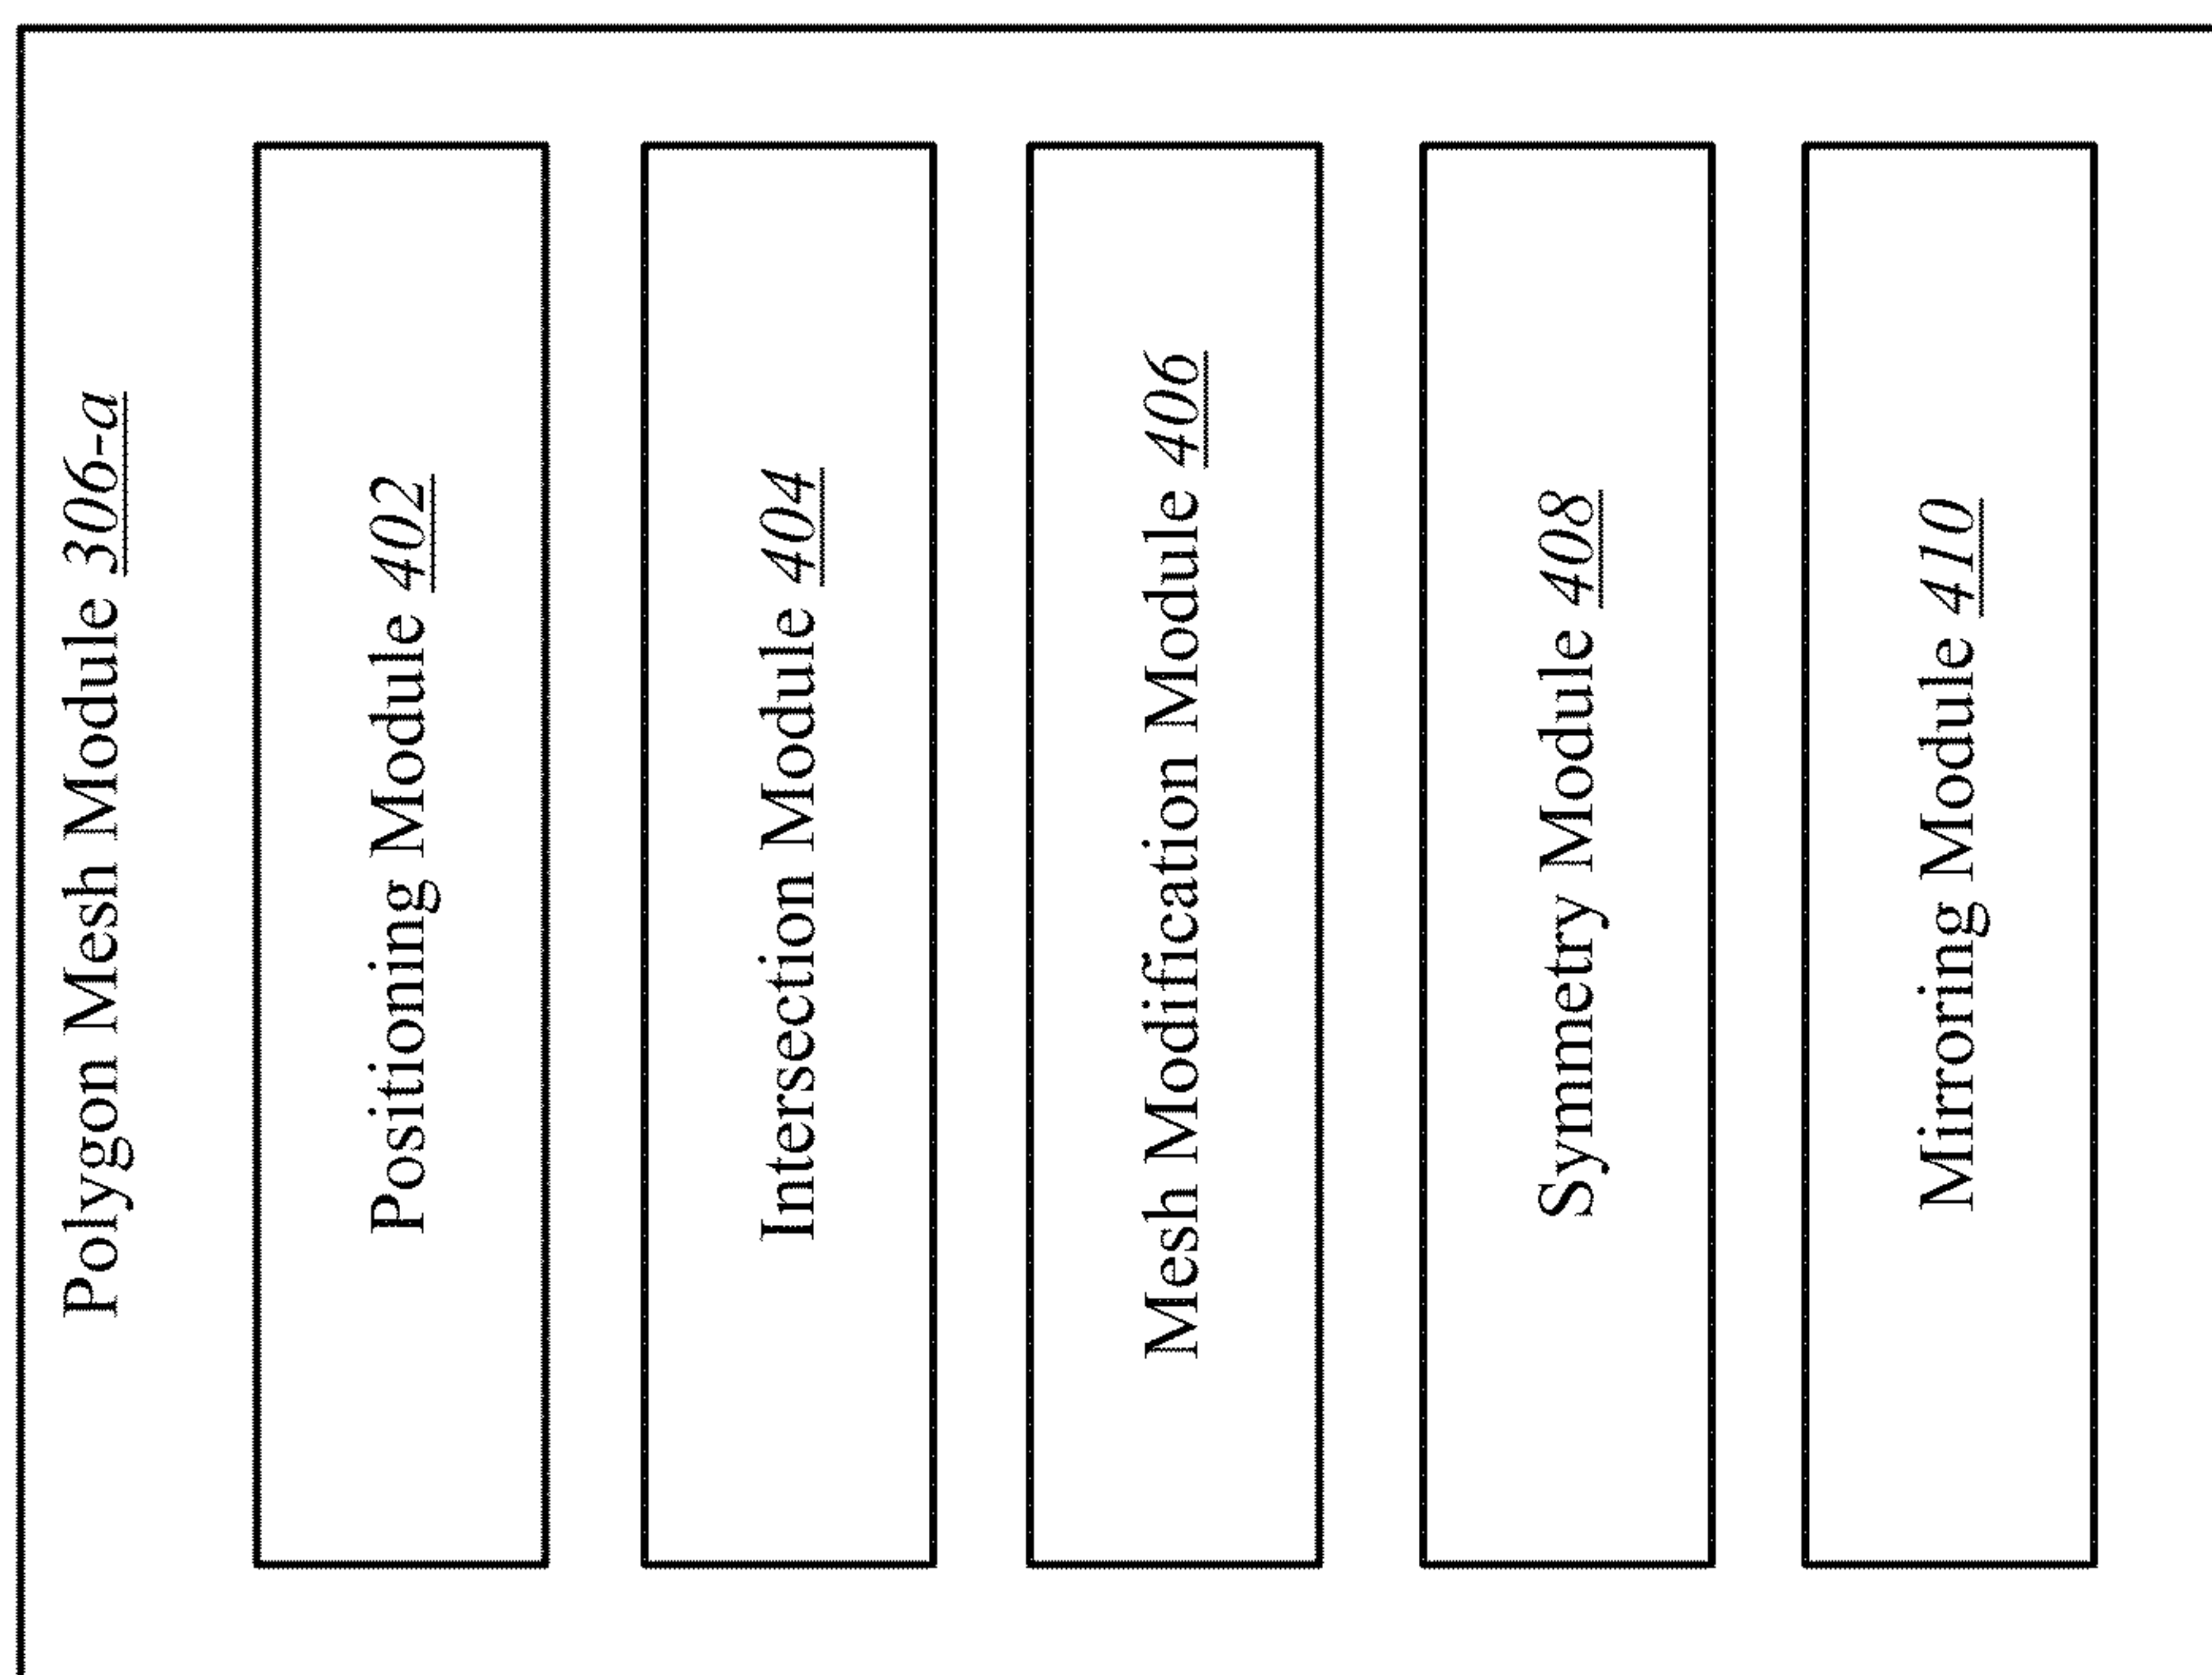 Polygon Mesh Module 306-a
Positioning Module 402
Intersection Module 404
Mesh Modification Module 406
Symmetry Module 408
Mirroring Module 410